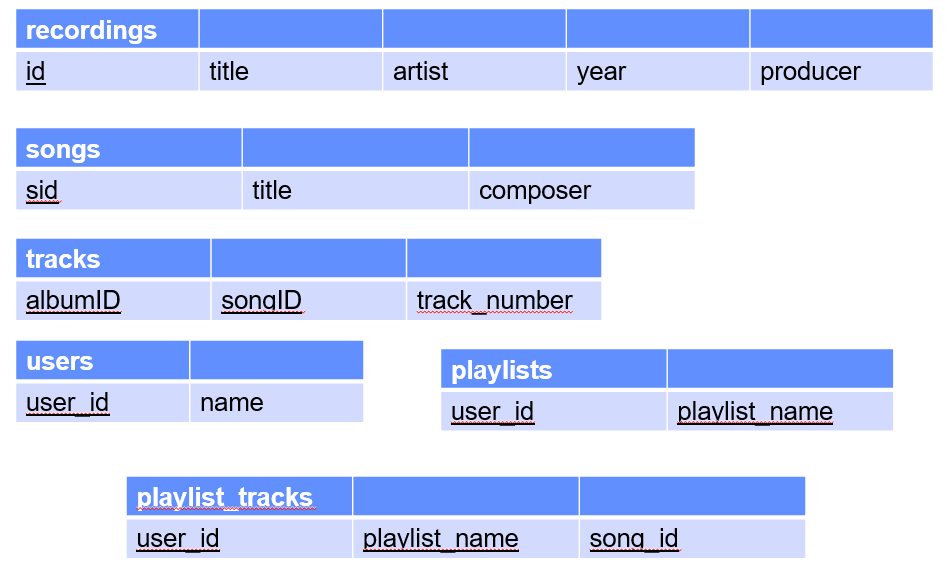 recordings
id title artist year producer
songs
sid title composer
tracks
albumID songID track_number
users
user_id name
playlists
user_id playlist_name
playlist_tracks
user_id playlist_name song_id